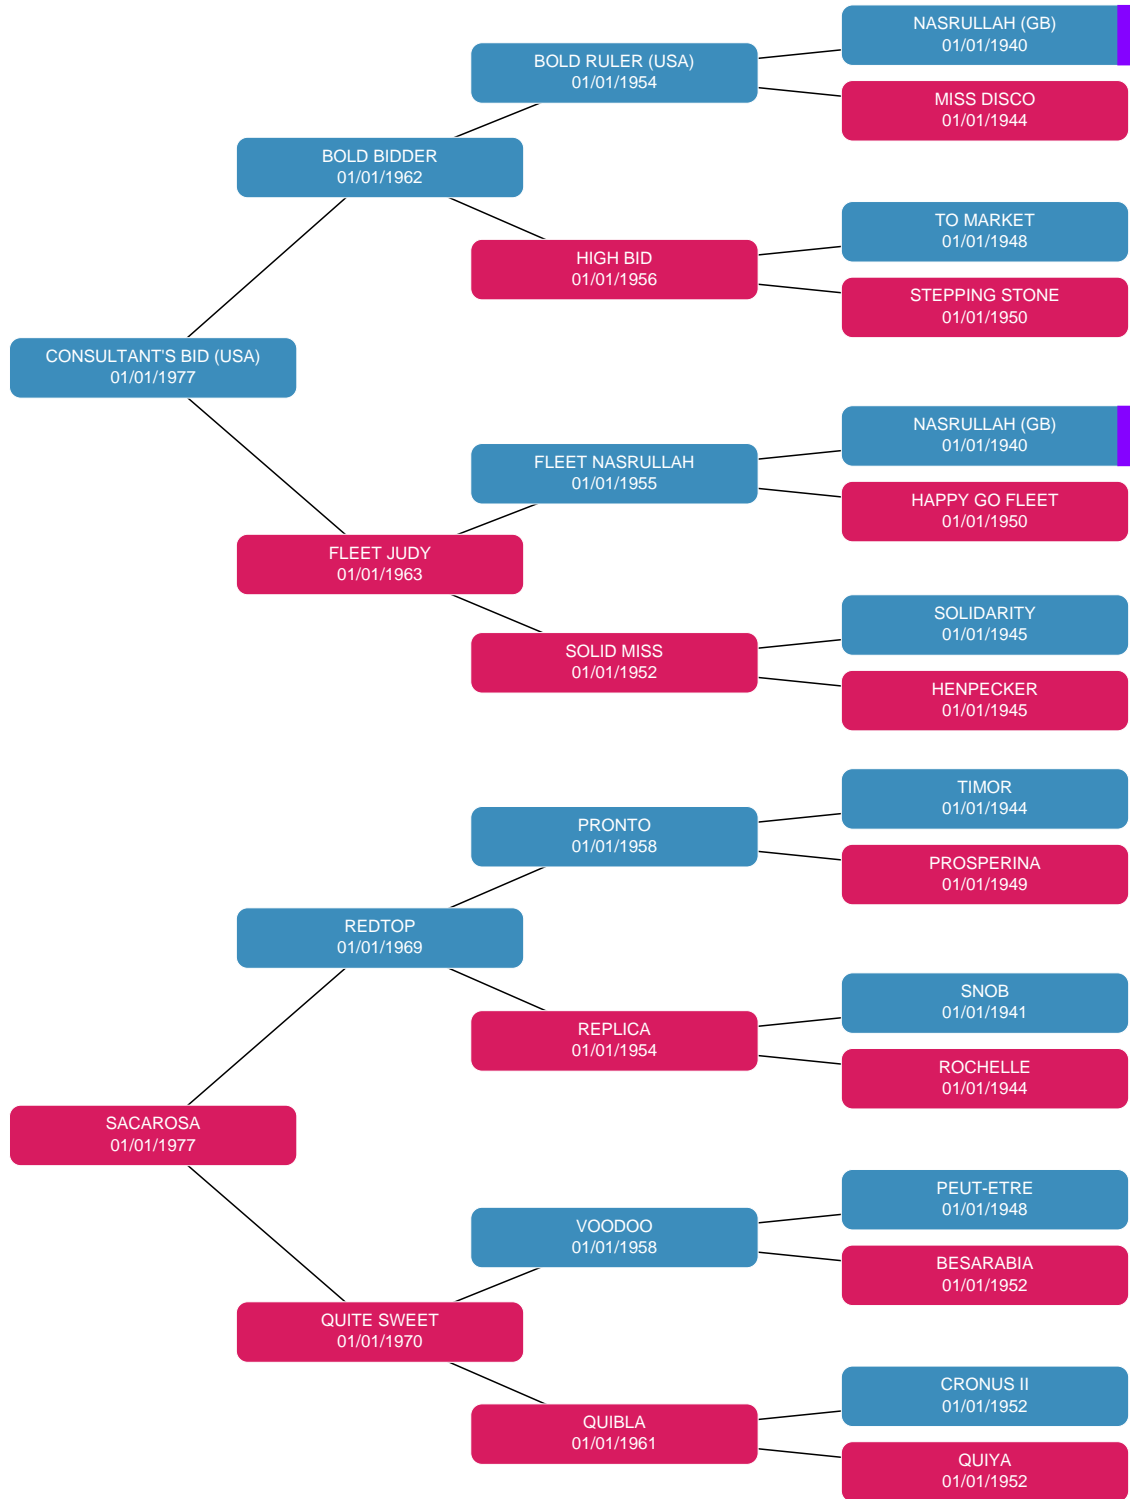 NASRULLAH (GB)
01/01/1940
BOLD RULER (USA)
01/01/1954
MISS DISCO
01/01/1944
BOLD BIDDER
01/01/1962
TO MARKET
01/01/1948
HIGH BID
01/01/1956
STEPPING STONE
01/01/1950
CONSULTANT'S BID (USA)
01/01/1977
NASRULLAH (GB)
01/01/1940
FLEET NASRULLAH
01/01/1955
HAPPY GO FLEET
01/01/1950
FLEET JUDY
01/01/1963
SOLIDARITY
01/01/1945
SOLID MISS
01/01/1952
HENPECKER
01/01/1945
TIMOR
01/01/1944
PRONTO
01/01/1958
PROSPERINA
01/01/1949
REDTOP
01/01/1969
SNOB
01/01/1941
REPLICA
01/01/1954
ROCHELLE
01/01/1944
SACAROSA
01/01/1977
PEUT-ETRE
01/01/1948
VOODOO
01/01/1958
BESARABIA
01/01/1952
QUITE SWEET
01/01/1970
CRONUS II
01/01/1952
QUIBLA
01/01/1961
QUIYA
01/01/1952